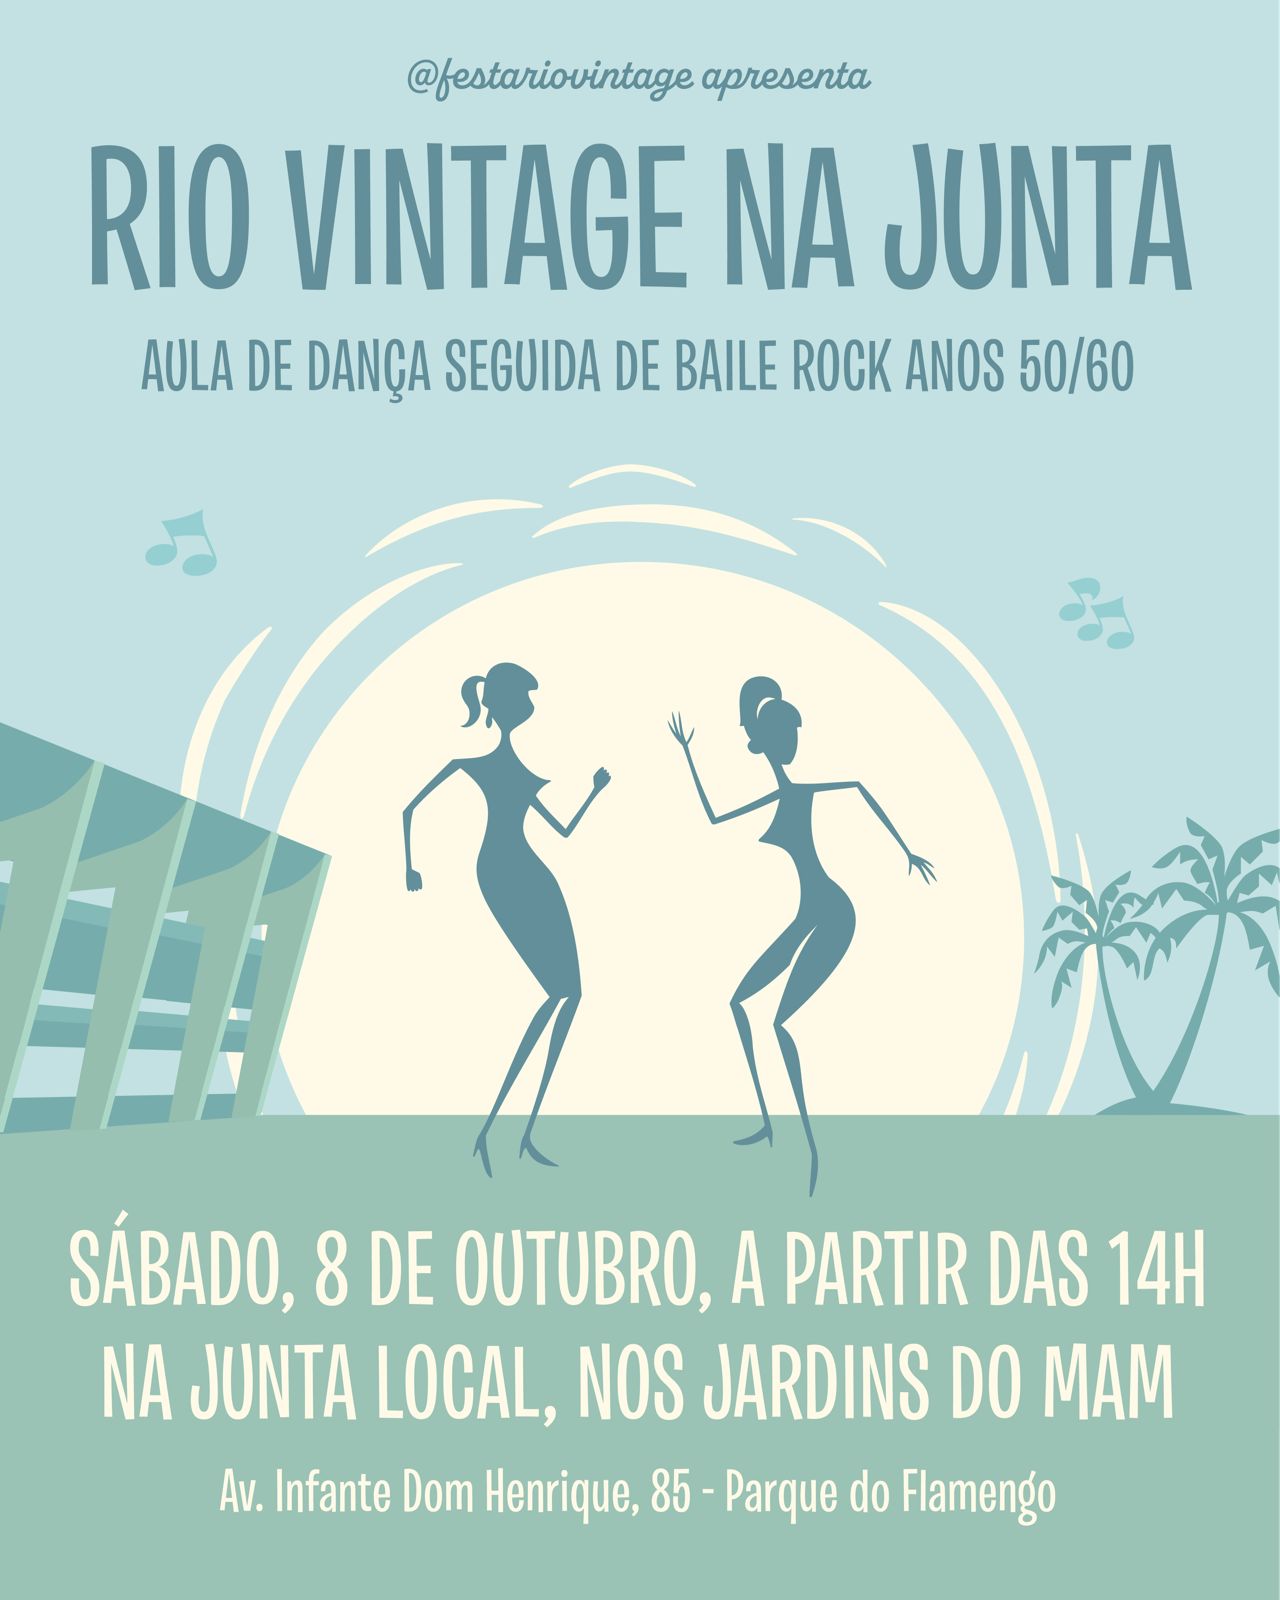 @festariovintage apresenta
RIO VINTAGE NA JUNTA
AULA DE DANÇA SEGUIDA DE BAILE ROCK ANOS 50/60
SÁBADO, 8 DE OUTUBRO, A PARTIR DAS 14H
NA JUNTA LOCAL, NOS JARDINS DO MAM
Av. Infante Dom Henrique, 85 - Parque do Flamengo